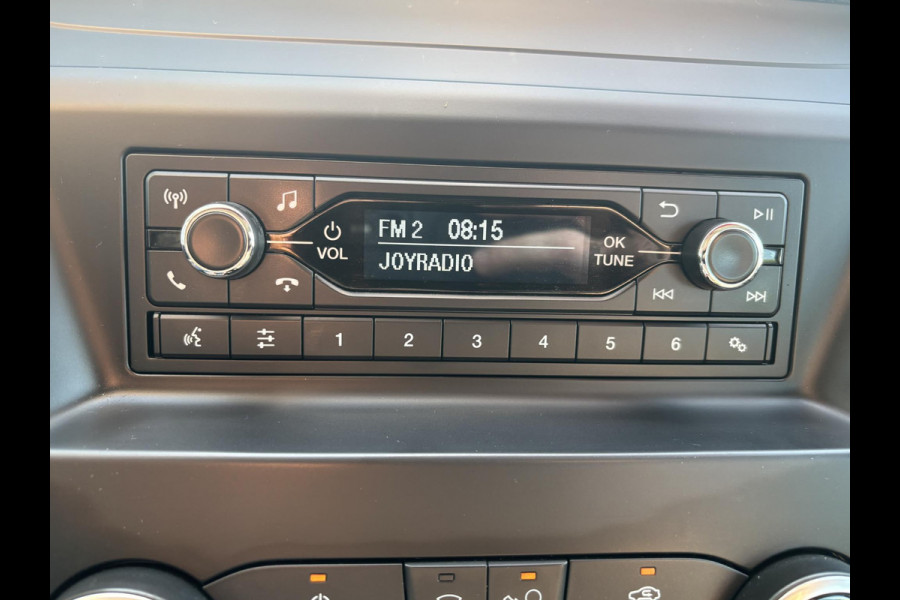 FM 2 08:15
JOYRADIO
VOL
OK
TUNE
1 2 3 4 5 6